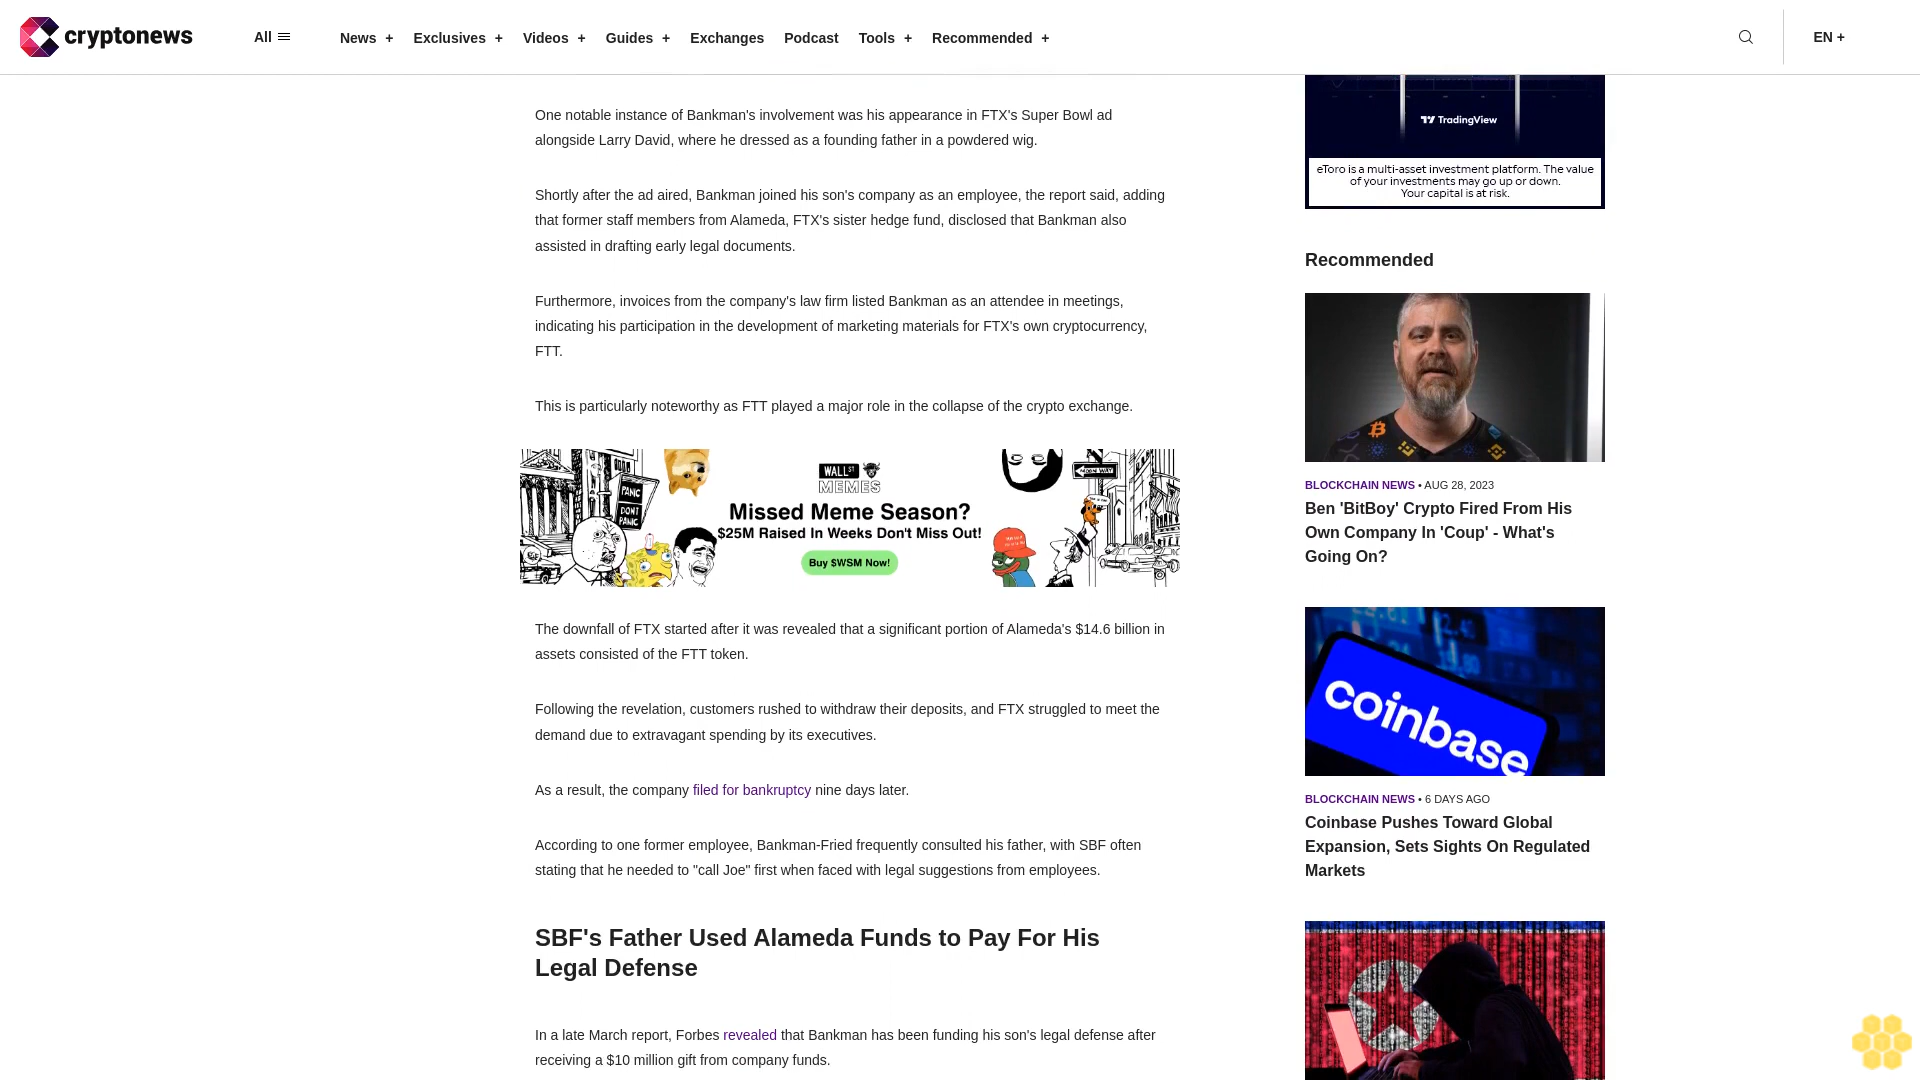 cryptonews
All
News +
Exclusives +
Videos +
Guides +
Exchanges
Podcast
Tools +
Recommended +
EN +
One notable instance of Bankman's involvement was his appearance in FTX's Super Bowl ad
alongside Larry David, where he dressed as a founding father in a powdered wig.
Shortly after the ad aired, Bankman joined his son's company as an employee, the report said, adding
that former staff members from Alameda, FTX's sister hedge fund, disclosed that Bankman also
assisted in drafting early legal documents.
Furthermore, invoices from the company's law firm listed Bankman as an attendee in meetings,
indicating his participation in the development of marketing materials for FTX's own cryptocurrency,
FTT.
This is particularly noteworthy as FTT played a major role in the collapse of the crypto exchange.
PANIC
DON'T
PANIC
WALL ST
MEMES
Missed Meme Season?
$25M Raised In Weeks Don't Miss Out!
Buy $WSM Now!
The downfall of FTX started after it was revealed that a significant portion of Alameda's $14.6 billion in
assets consisted of the FTT token.
Following the revelation, customers rushed to withdraw their deposits, and FTX struggled to meet the
demand due to extravagant spending by its executives.
As a result, the company filed for bankruptcy nine days later.
According to one former employee, Bankman-Fried frequently consulted his father, with SBF often
stating that he needed to "call Joe" first when faced with legal suggestions from employees.
SBF's Father Used Alameda Funds to Pay For His
Legal Defense
In a late March report, Forbes revealed that Bankman has been funding his son's legal defense after
receiving a $10 million gift from company funds.
TradingView
eToro is a multi-asset investment platform. The value
of your investments may go up or down.
Your capital is at risk.
Recommended
BLOCKCHAIN NEWS • AUG 28, 2023
Ben 'BitBoy' Crypto Fired From His
Own Company In 'Coup' - What's
Going On?
coinbase
BLOCKCHAIN NEWS • 6 DAYS AGO
Coinbase Pushes Toward Global
Expansion, Sets Sights On Regulated
Markets